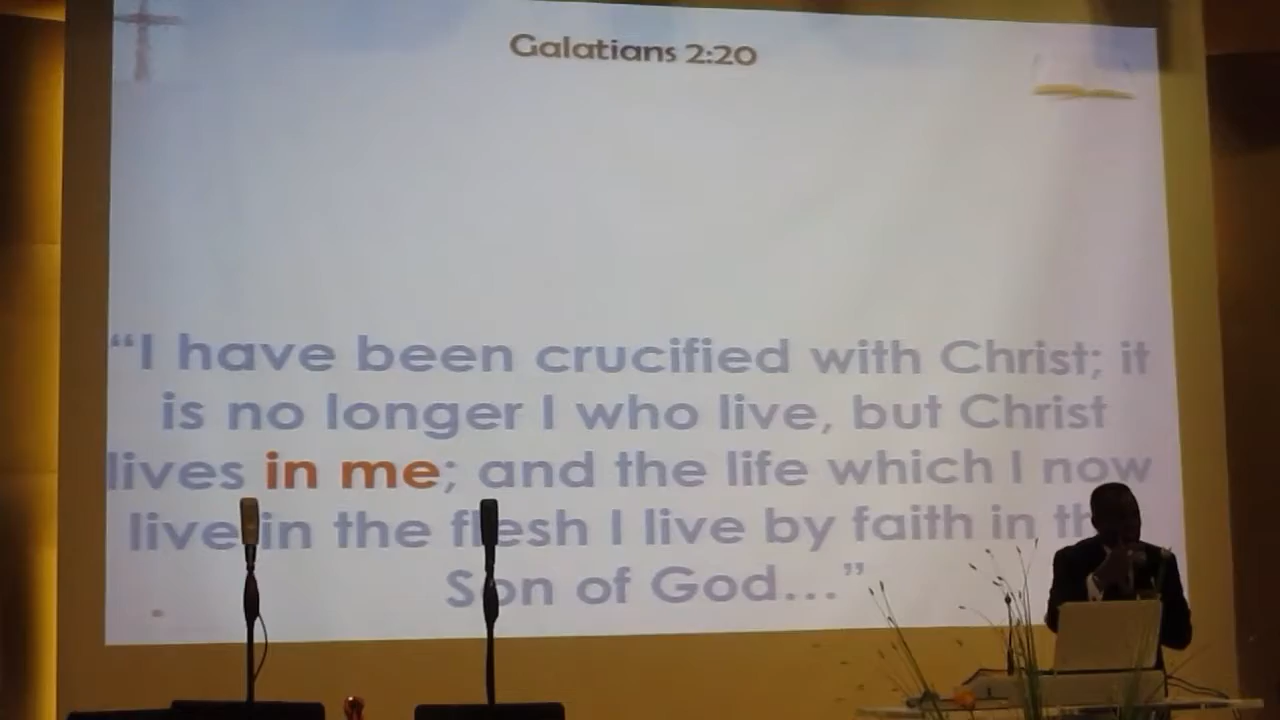 Galatians 2:20
“I have been crucified with Christ; it
is no longer I who live, but Christ
lives in me; and the life which I now
live in the flesh I live by faith in th
Son of God...”